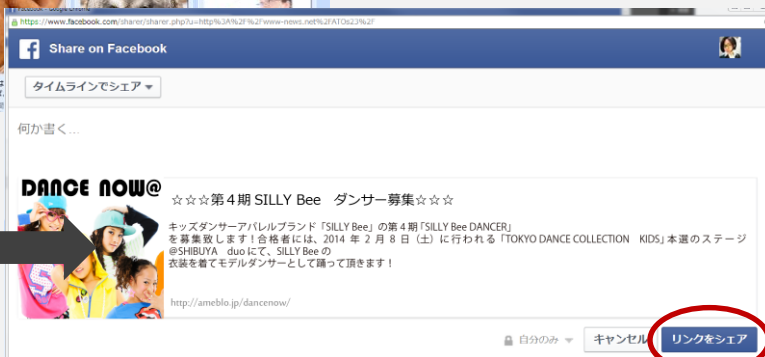 https://www.facebook.com/sharer/sharer.php?u=http%3A%2F%2Fwww-news.net%2FATOs23%2F
f Share on Facebook
タイムラインでシェア
何か書く...
DANCE NOW@
☆☆☆第4期 SILLY Bee ダンサー募集☆☆☆
キッズダンサーアパレルブランド「SILLY Bee」の第4期「SILLY Bee DANCER」
を募集致します！合格者には、2014 年 2 月 8 日（土）に行われる「TOKYO DANCE COLLECTION KIDS」本選のステージ
@SHIBUYA duoにて、SILLY Beeの
衣装を着てモデルダンサーとして踊って頂きます！
http://ameblo.jp/dancenow/
自分のみ キャンセル リンクをシェア